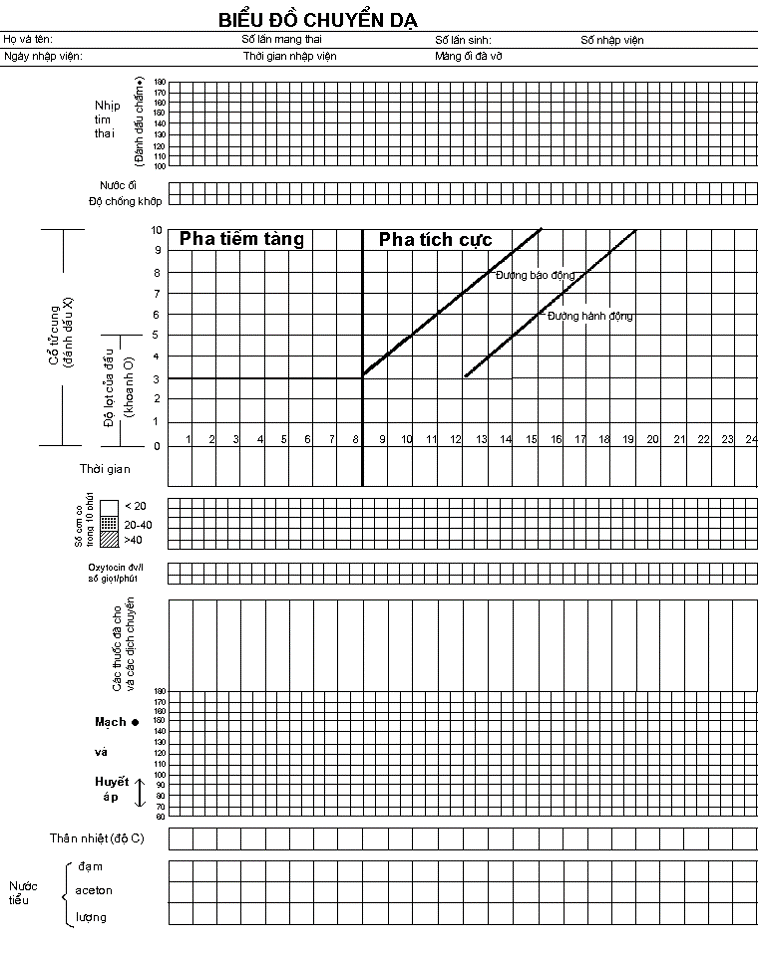 BIỂU ĐỒ CHUYỂN DẠ
Họ và tên: Số lần mang thai Số lần sinh: Số nhập viện
Ngày nhập viện: Thời gian nhập viện Màng ối đã vỡ
Nhịp
tim
thai
(Đánh dấu chấm●)
180
170
160
150
140
130
120
110
100
Nước ối
Độ chồng khớp
Cổ tử cung
(đánh dấu X)
Độ lọt của đầu
(khoanh O)
10
9
8
7
6
5
4
3
2
1
0
Pha tiềm tàng Pha tích cực
Đường báo động
Đường hành động
1 2 3 4 5 6 7 8 9 10 11 12 13 14 15 16 17 18 19 20 21 22 23 24
Thời gian
Số cơn co
trong 10 phút
< 20
20-40
>40
Oxytocin đv/l
số giọt/phút
Các thuốc đã cho
và các dịch chuyền
180
170
160
150
140
130
120
110
100
90
80
70
60
Mạch ●
và
Huyết
áp
Thân nhiệt (độ C)
Nước
tiểu
đạm
aceton
lượng